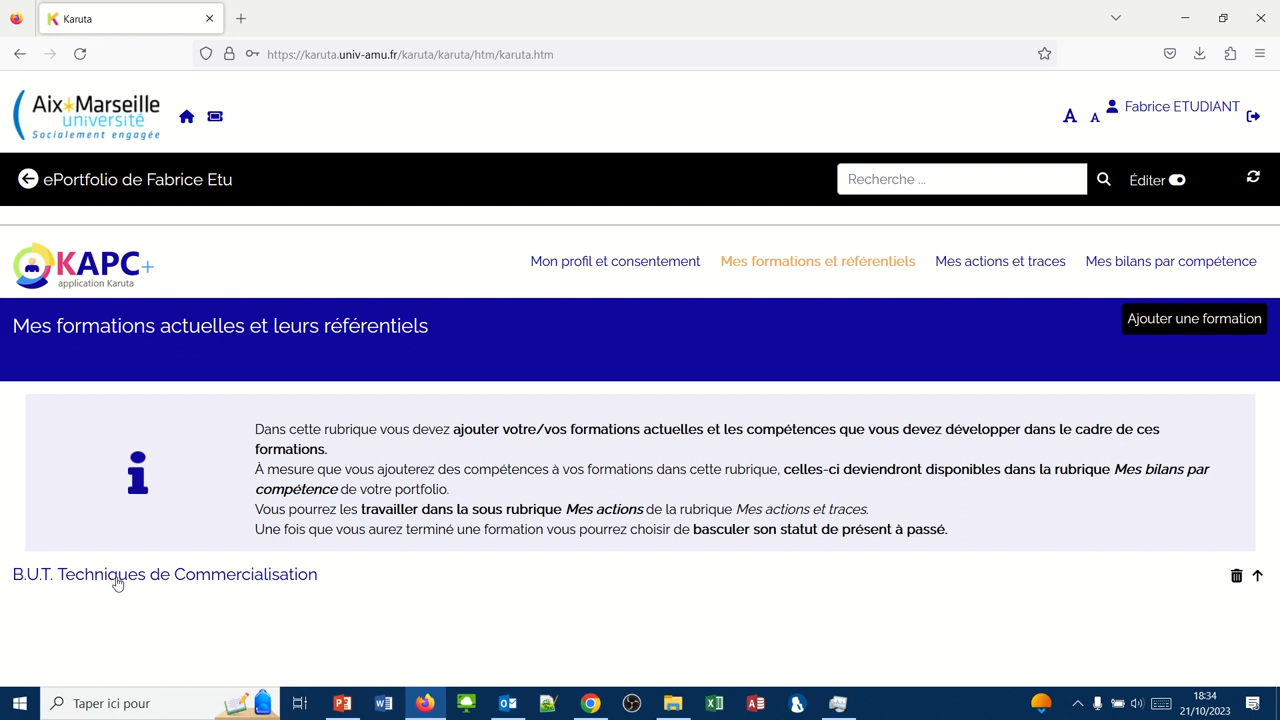 Karuta
https://karuta.univ-amu.fr/karuta/karuta/htm/karuta.htm
Aix*Marseille
université
Socialement engagée
A
A
Fabrice ETUDIANT
ePortfolio de Fabrice Etu
Recherche ...
Éditer
KAPC+
application Karuta
Mon profil et consentement
Mes formations et référentiels
Mes actions et traces
Mes bilans par compétence
Mes formations actuelles et leurs référentiels
Ajouter une formation
Dans cette rubrique vous devez ajouter votre/vos formations actuelles et les compétences que vous devez développer dans le cadre de ces
formations.
À mesure que vous ajouterez des compétences à vos formations dans cette rubrique, celles-ci deviendront disponibles dans la rubrique Mes bilans par
compétence de votre portfolio.
Vous pourrez les travailler dans la sous rubrique Mes actions de la rubrique Mes actions et traces.
Une fois que vous aurez terminé une formation vous pourrez choisir de basculer son statut de présent à passé.
B.U.T. Techniques de Commercialisation
Taper ici pour
18:34
21/10/2023